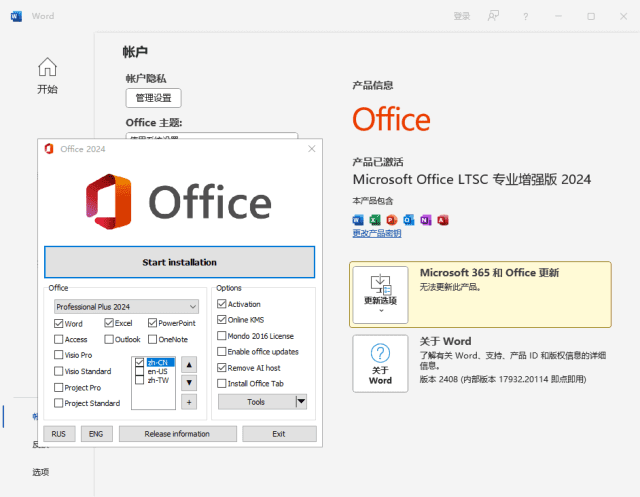 Word
登录
?
帐户
开始
帐户隐私
管理设置
Office 主题:
产品信息
Office
产品已激活
Microsoft Office LTSC 专业增强版 2024
本产品包含
更改产品密钥
更新选项
Microsoft 365 和 Office 更新
无法更新此产品。
?
关于
Word
关于 Word
了解有关 Word、支持、产品 ID 和版权信息的详细
信息。
版本 2408 (内部版本 17932.20114 即点即用)
选项
Office 2024
Office
Start installation
Office
Professional Plus 2024
Word
Excel
PowerPoint
Access
Outlook
OneNote
Visio Pro
Visio Standard
Project Pro
Project Standard
zh-CN
en-US
zh-TW
+
Options
Activation
Online KMS
Mondo 2016 License
Enable office updates
Remove AI host
Install Office Tab
Tools
RUS
ENG
Release information
Exit